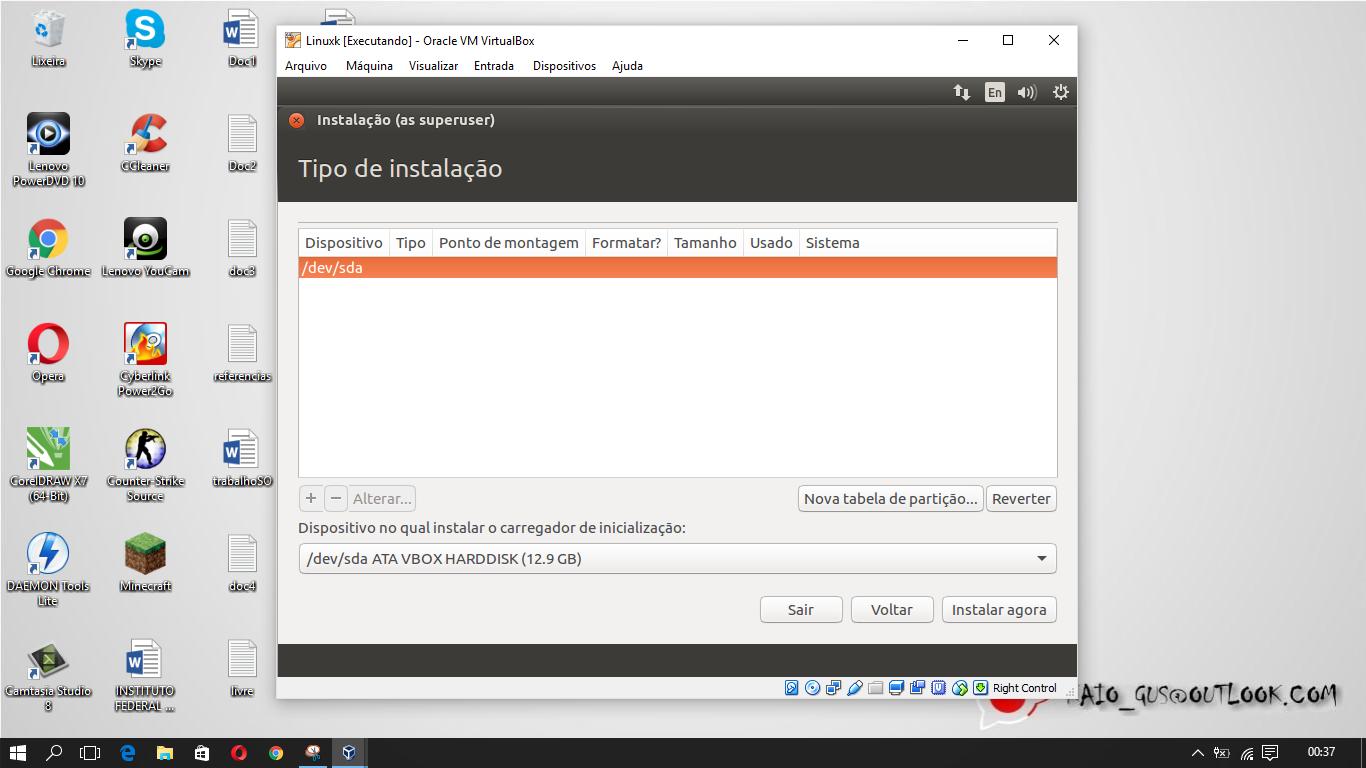 Lixeira
Skype
Doc1
Lenovo
PowerDVD 10
CCleaner
Doc2
Google Chrome
Lenovo YouCam
doc3
Opera
Cyberlink
Power2Go
referencias
CorelDRAW X7
(64-Bit)
Counter-Strike
Source
trabalhoSO
DAEMON Tools
Lite
Minecraft
doc4
Camtasia Studio
8
INSTITUTO
FEDERAL ...
livre
Linuxk [Executando] - Oracle VM VirtualBox
Arquivo Máquina Visualizar Entrada Dispositivos Ajuda
En
Instalação (as superuser)
Tipo de instalação
Dispositivo Tipo Ponto de montagem Formatar? Tamanho Usado Sistema
/dev/sda
+ − Alterar... Nova tabela de partição... Reverter
Dispositivo no qual instalar o carregador de inicialização:
/dev/sda ATA VBOX HARDDISK (12.9 GB)
Sair Voltar Instalar agora
Right Control
AIO_GUS@OUTLOOK.COM
00:37